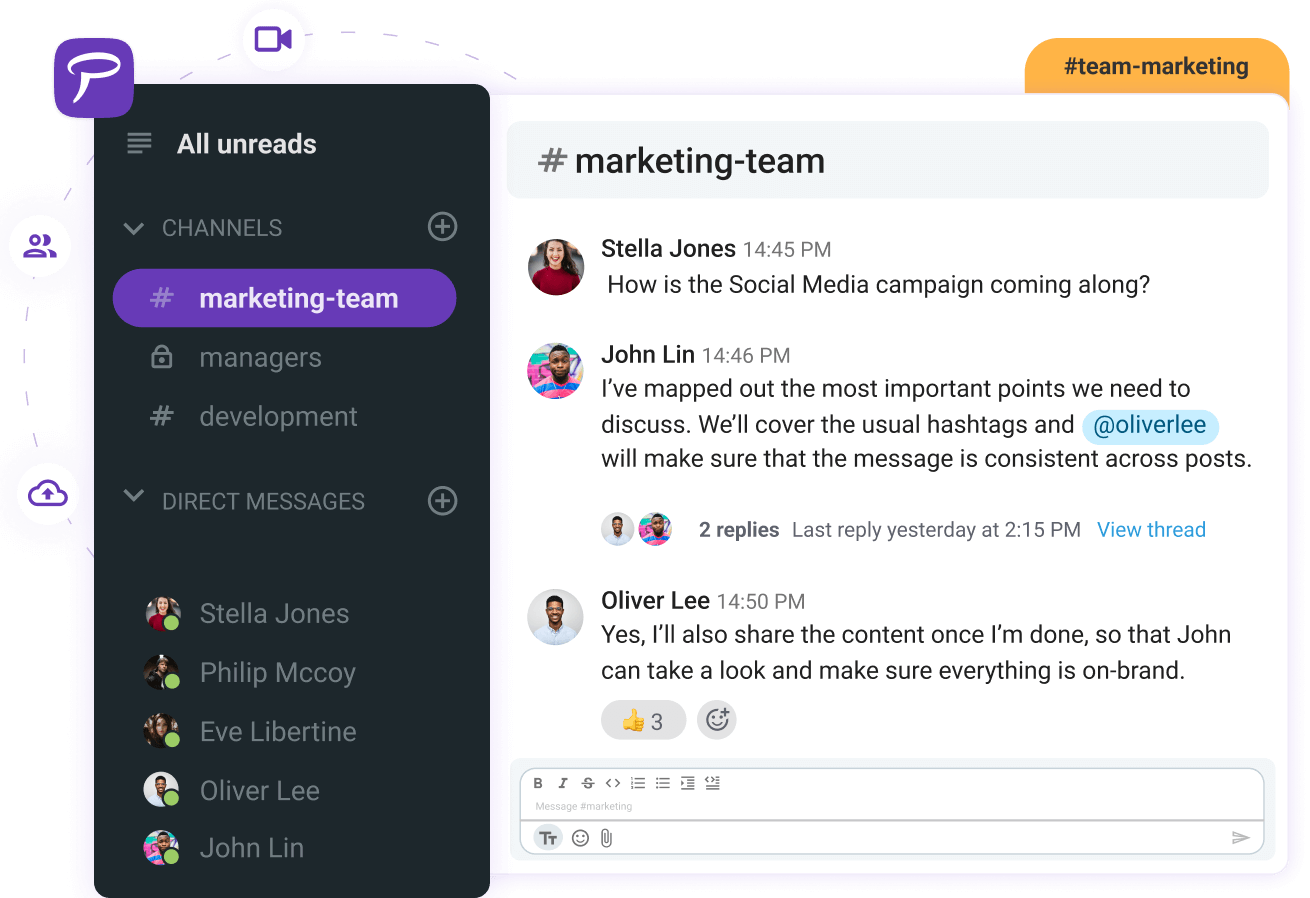 #team-marketing
All unreads
CHANNELS
# marketing-team
managers
# development
DIRECT MESSAGES
Stella Jones
Philip Mccoy
Eve Libertine
Oliver Lee
John Lin
# marketing-team
Stella Jones 14:45 PM
How is the Social Media campaign coming along?
John Lin 14:46 PM
I’ve mapped out the most important points we need to
discuss. We’ll cover the usual hashtags and @oliverlee
will make sure that the message is consistent across posts.
2 replies Last reply yesterday at 2:15 PM View thread
Oliver Lee 14:50 PM
Yes, I’ll also share the content once I’m done, so that John
can take a look and make sure everything is on-brand.
👍 3
B I S <>
Message #marketing
TT